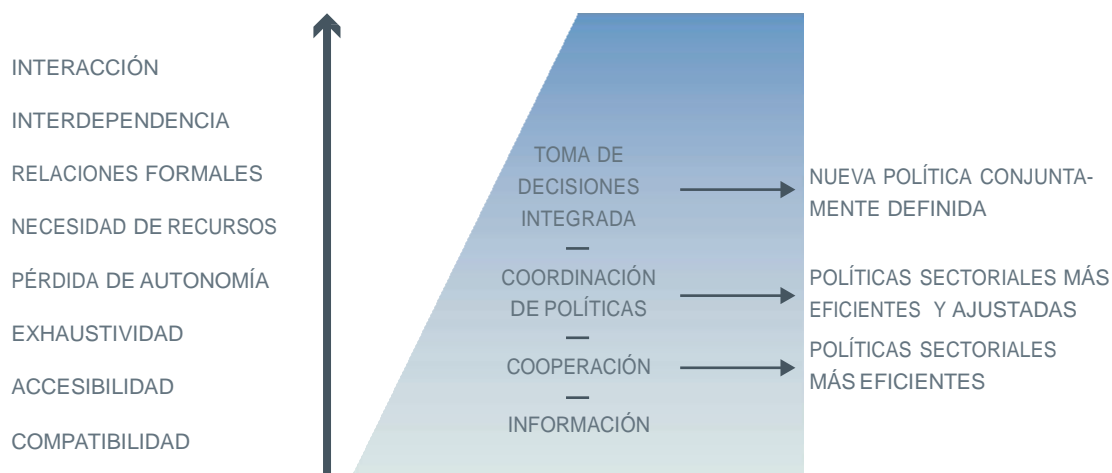 INTERACCIÓN
INTERDEPENDENCIA
RELACIONES FORMALES
NECESIDAD DE RECURSOS
PÉRDIDA DE AUTONOMÍA
EXHAUSTIVIDAD
ACCESIBILIDAD
COMPATIBILIDAD
TOMA DE
DECISIONES
INTEGRADA
COORDINACIÓN
DE POLÍTICAS
COOPERACIÓN
INFORMACIÓN
NUEVA POLÍTICA CONJUNTA-
MENTE DEFINIDA
POLÍTICAS SECTORIALES MÁS
EFICIENTES Y AJUSTADAS
POLÍTICAS SECTORIALES
MÁS EFICIENTES